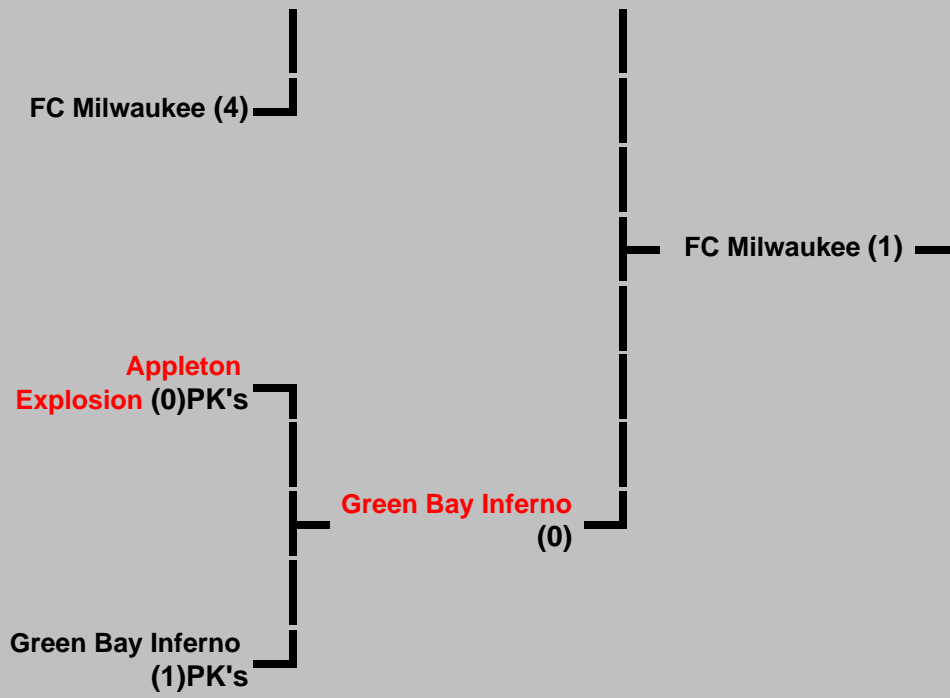 FC Milwaukee (4)
FC Milwaukee (1)
Appleton
Explosion (0)PK's
Green Bay Inferno
(0)
Green Bay Inferno
(1)PK's